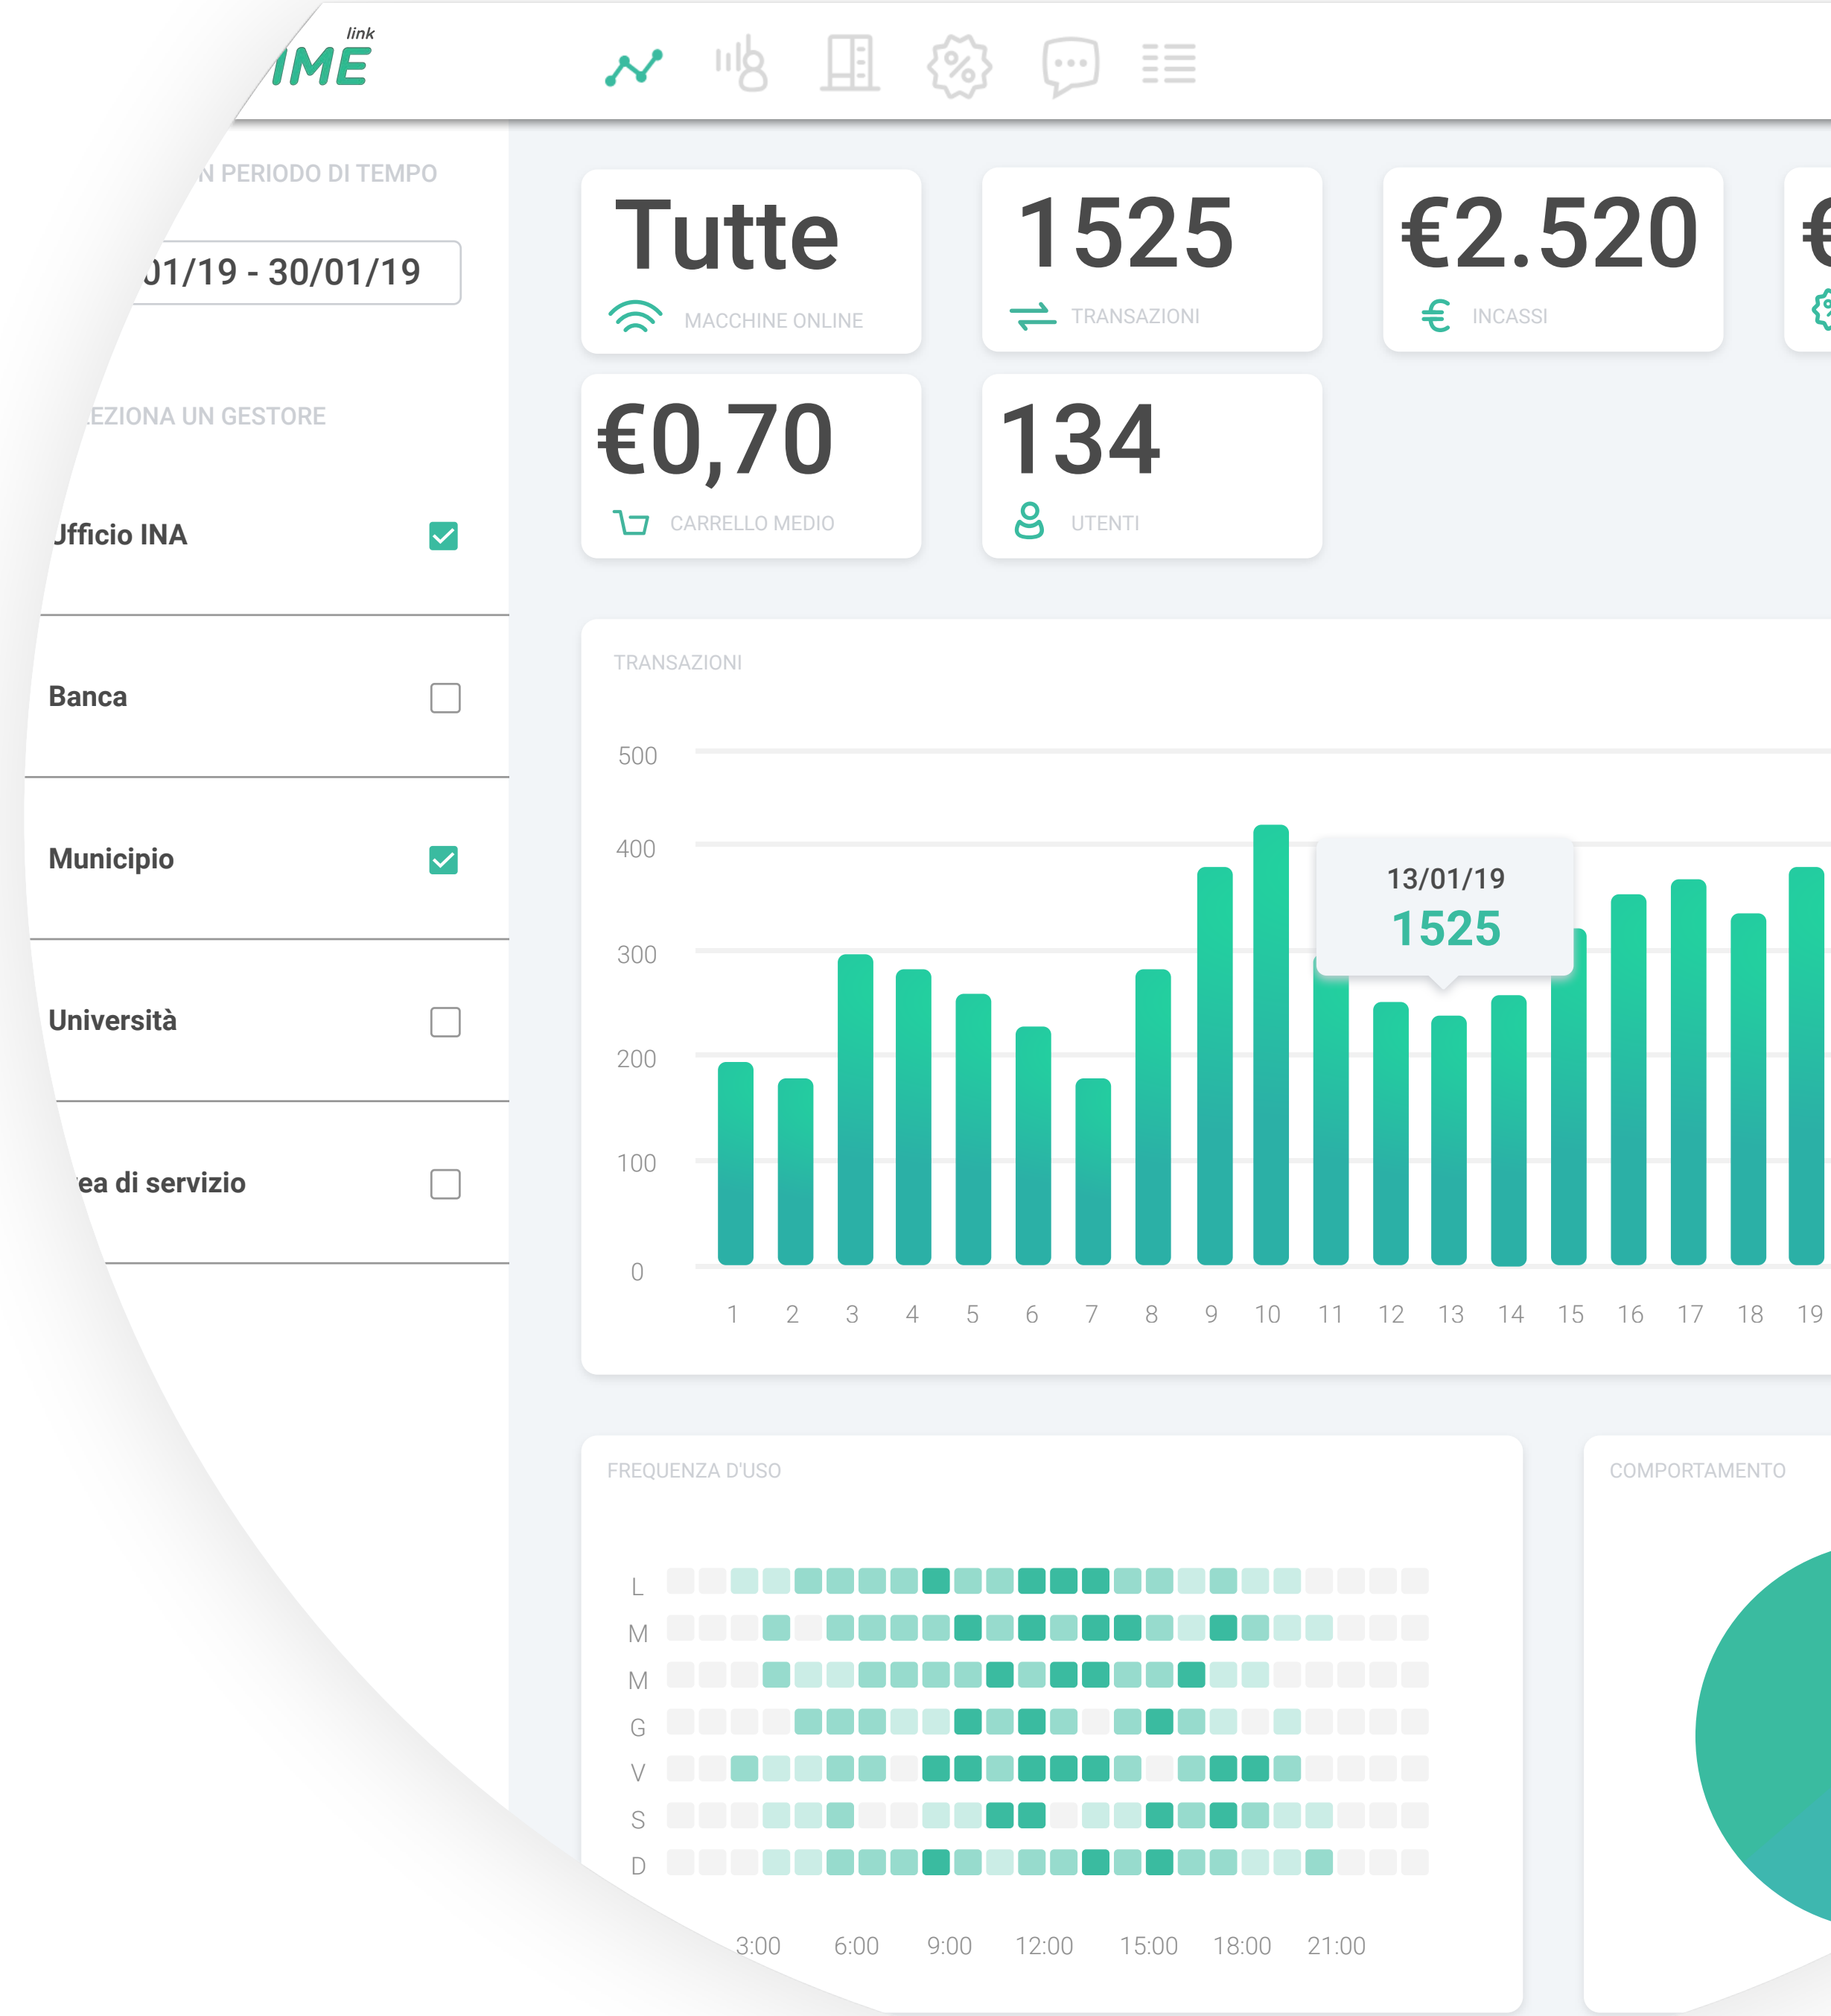 link
IME
N PERIODO DI TEMPO
01/19 - 30/01/19
EZIONA UN GESTORE
Ufficio INA
Banca
Municipio
Università
ea di servizio
Tutte
MACCHINE ONLINE
1525
TRANSAZIONI
€2.520
INCASSI
€
€0,70
CARRELLO MEDIO
134
UTENTI
TRANSAZIONI
500
400
300
200
100
0
13/01/19
1525
1 2 3 4 5 6 7 8 9 10 11 12 13 14 15 16 17 18 19
FREQUENZA D'USO
L
M
M
G
V
S
D
3:00 6:00 9:00 12:00 15:00 18:00 21:00
COMPORTAMENTO